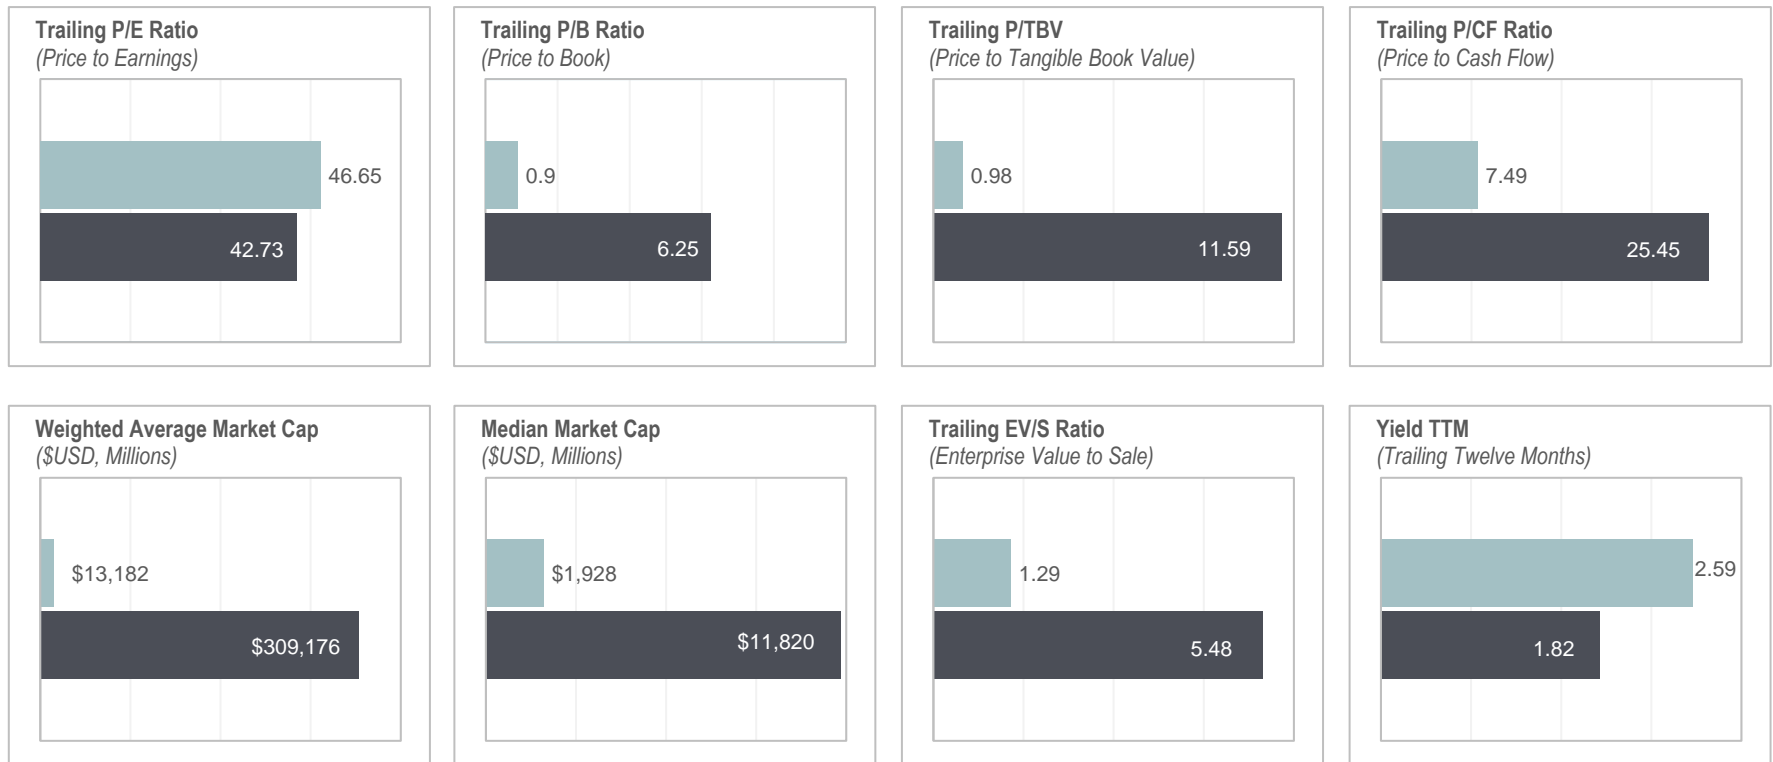 Trailing P/E Ratio
(Price to Earnings)
46.65
42.73
Trailing P/B Ratio
(Price to Book)
0.9
6.25
Trailing P/TBV
(Price to Tangible Book Value)
0.98
11.59
Trailing P/CF Ratio
(Price to Cash Flow)
7.49
25.45
Weighted Average Market Cap
($USD, Millions)
$13,182
$309,176
Median Market Cap
($USD, Millions)
$1,928
$11,820
Trailing EV/S Ratio
(Enterprise Value to Sale)
1.29
5.48
Yield TTM
(Trailing Twelve Months)
2.59
1.82